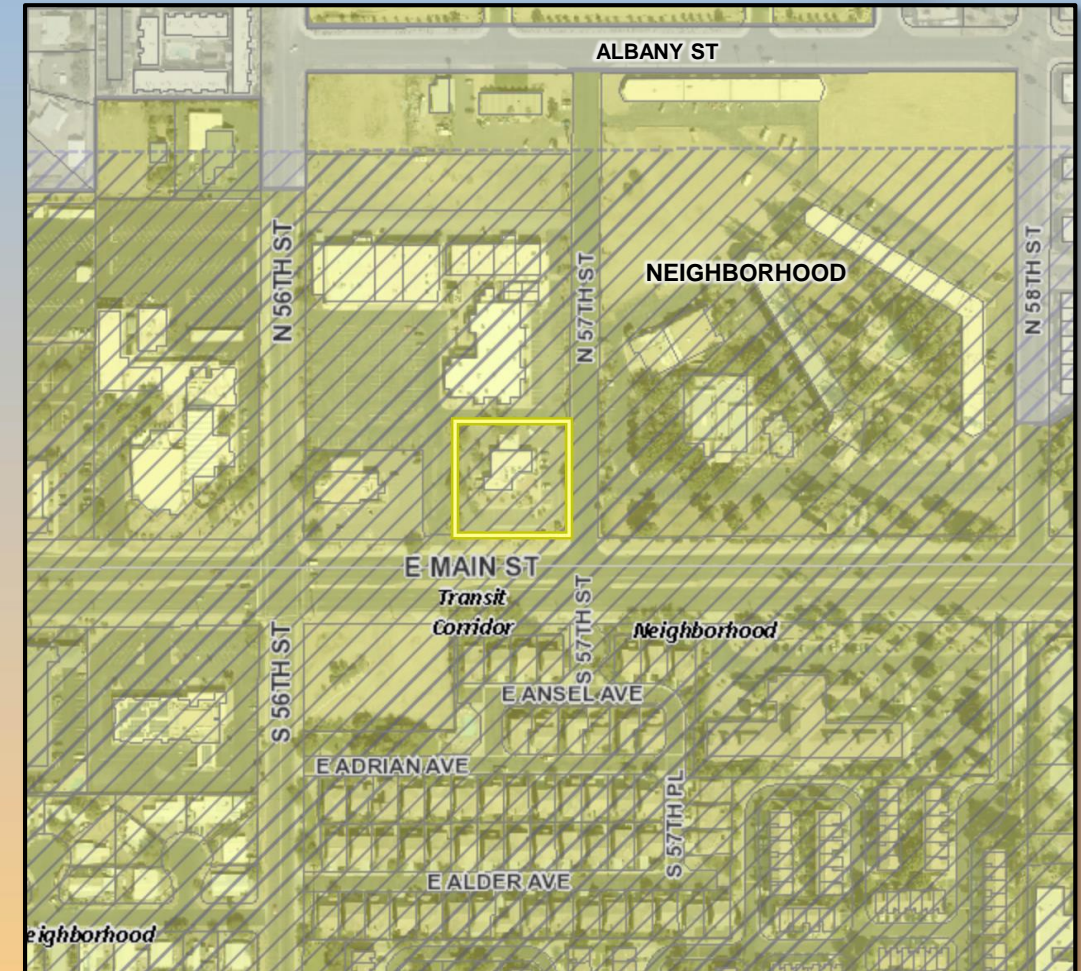 ALBANY ST
N 56TH ST
N 57TH ST
NEIGHBORHOOD
N 58TH ST
E MAIN ST
Transit
Corridor
S 57TH ST
Neighborhood
S 56TH ST
E ANSEL AVE
E ADRIAN AVE
S 57TH PL
E ALDER AVE
eighborhood